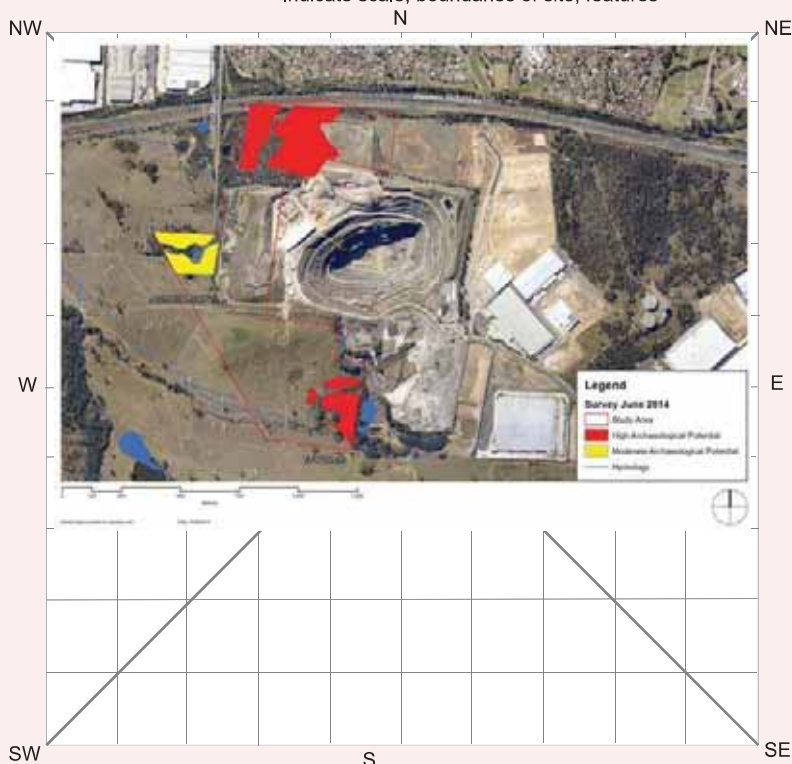 indicate scale, boundaries of site, features
NW
N
NE
W
E
Legend
Survey June 2014
Study Area
High Archaeological Potential
Moderate Archaeological Potential
Hydrology
SW
S
SE